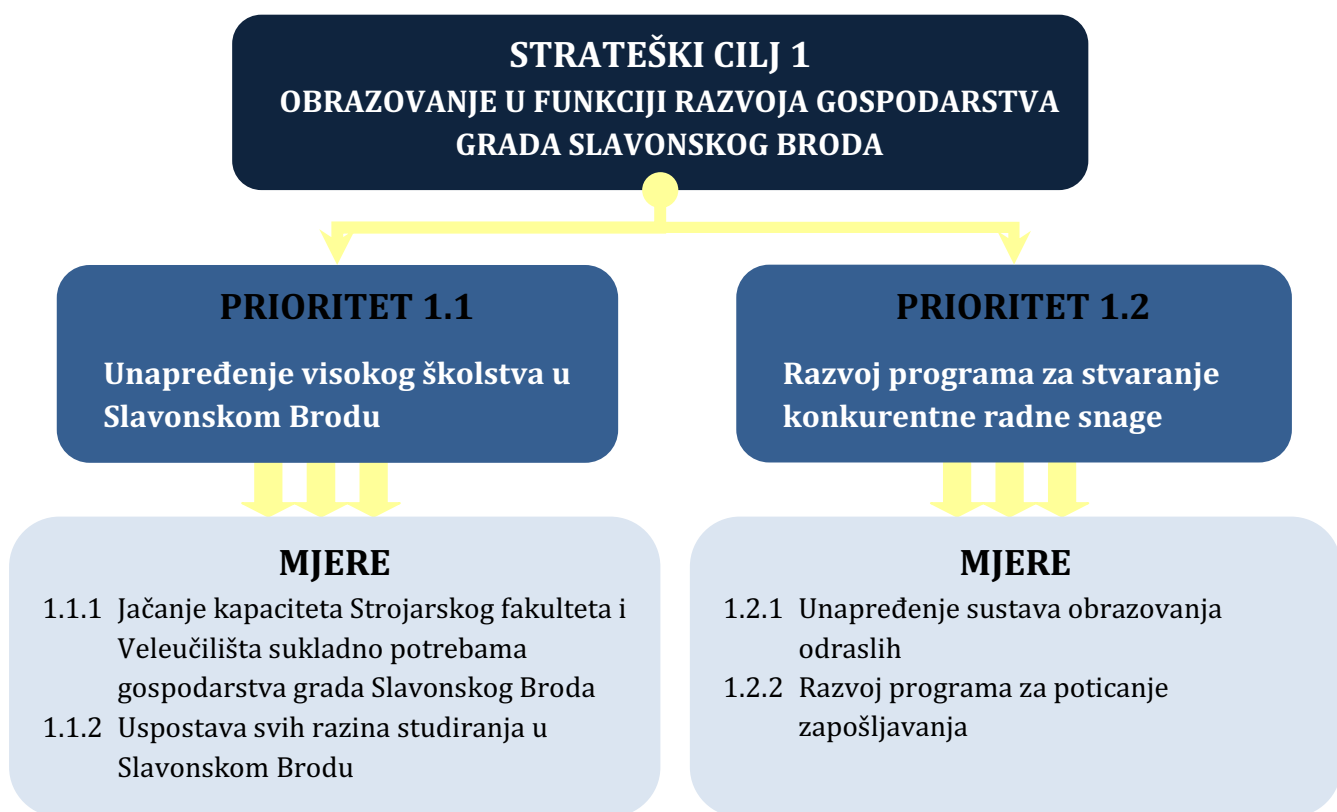 STRATEŠKI CILJ 1
OBRAZOVANJE U FUNKCIJI RAZVOJA GOSPODARSTVA
GRADA SLAVONSKOG BRODA
PRIORITET 1.1
Unapređenje visokog školstva u
Slavonskom Brodu
PRIORITET 1.2
Razvoj programa za stvaranje
konkurentne radne snage
MJERE
1.1.1 Jačanje kapaciteta Strojarskog fakulteta i
Veleučilišta sukladno potrebama
gospodarstva grada Slavonskog Broda
1.1.2 Uspostava svih razina studiranja u
Slavonskom Brodu
MJERE
1.2.1 Unapređenje sustava obrazovanja
odraslih
1.2.2 Razvoj programa za poticanje
zapošljavanja